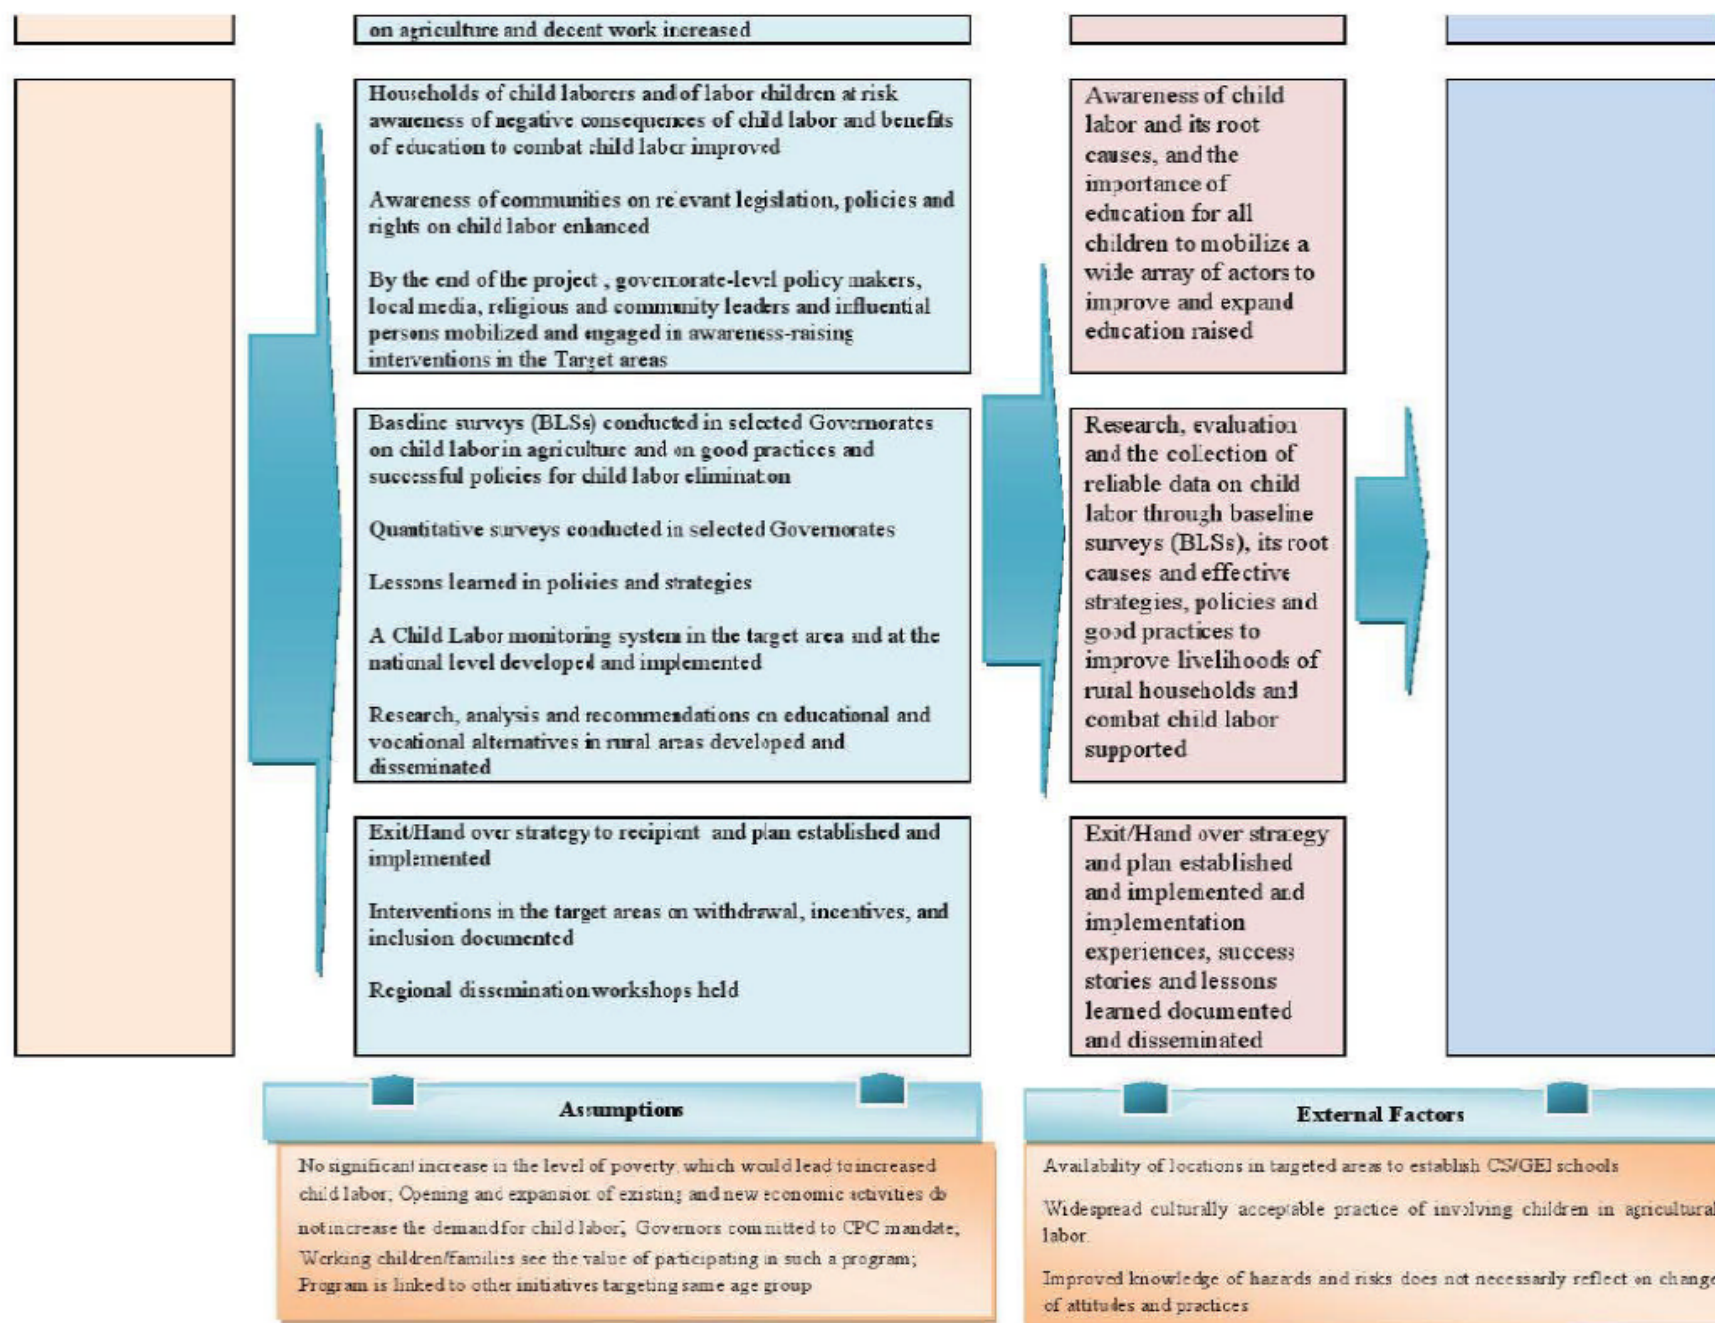 on agriculture and decent work increased
Households of child laborers and of labor children at risk
awareness of negative consequences of child labor and benefits
of education to combat child labor improved
Awareness of communities on relevant legislation, policies and
rights on child labor enhanced
By the end of the project , governorate-level policy makers,
local media, religious and community leaders and influential
persons mobilized and engaged in awareness-raising
interventions in the Target areas
Awareness of child
labor and its root
causes, and the
importance of
education for all
children to mobilize a
wide array of actors to
improve and expand
education raised
Baseline surveys (BLSs) conducted in selected Governorates
on child labor in agriculture and on good practices and
successful policies for child labor elimination
Quantitative surveys conducted in selected Governorates
Lessons learned in policies and strategies
A Child Labor monitoring system in the target area and at the
national level developed and implemented
Research, analysis and recommendations on educational and
vocational alternatives in rural areas developed and
disseminated
Research, evaluation
and the collection of
reliable data on child
labor through baseline
surveys (BLSs), its root
causes and effective
strategies, policies and
good practices to
improve livelihoods of
rural households and
combat child labor
supported
Exit/Hand over strategy to recipient and plan established and
implemented
Interventions in the target areas on withdrawal, incentives, and
inclusion documented
Regional dissemination workshops held
Exit/Hand over strategy
and plan established
and implemented and
implementation
experiences, success
stories and lessons
learned documented
and disseminated
Assumptions
No significant increase in the level of poverty, which would lead to increased
child labor; Opening and expansion of existing and new economic activities do
not increase the demand for child labor; Governors committed to CPC mandate;
Working children/families see the value of participating in such a program;
Program is linked to other initiatives targeting same age group
External Factors
Availability of locations in targeted areas to establish CS/GEI schools
Widespread culturally acceptable practice of involving children in agricultural
labor.
Improved knowledge of hazards and risks does not necessarily reflect on change
of attitudes and practices